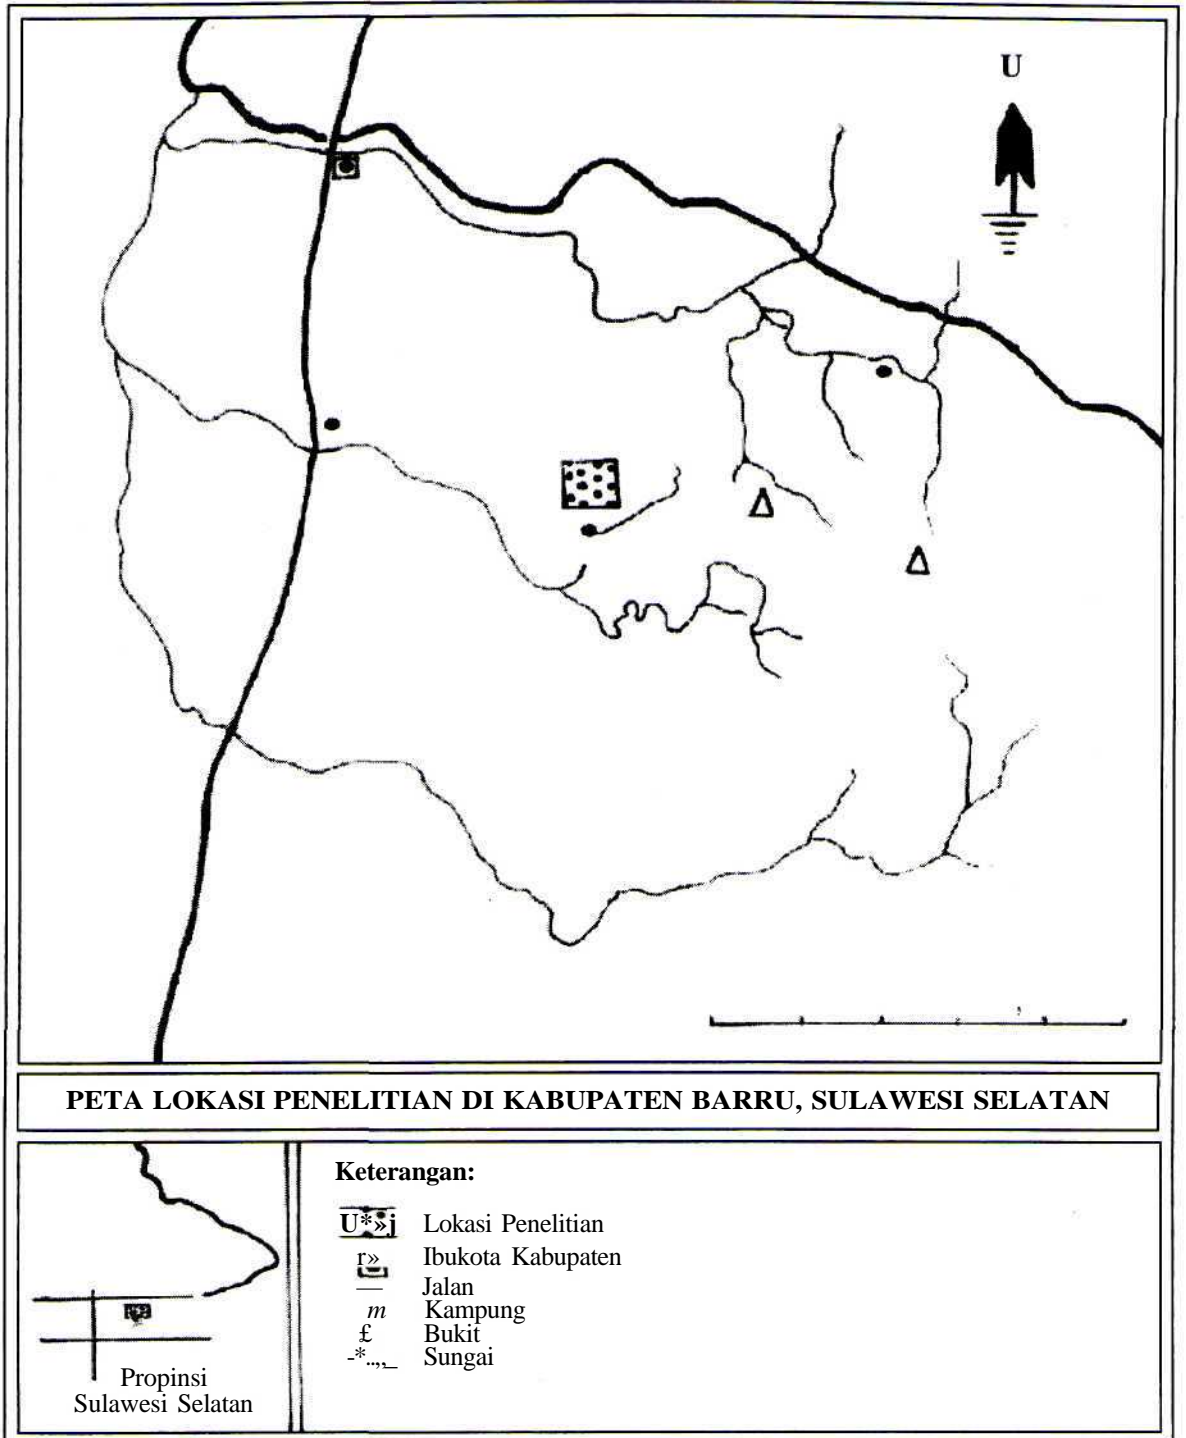 U
PETA LOKASI PENELITIAN DI KABUPATEN BARRU, SULAWESI SELATAN
Keterangan:
U*»j Lokasi Penelitian
r» Ibukota Kabupaten
— Jalan
m Kampung
£ Bukit
-*..,,_ Sungai
Propinsi
Sulawesi Selatan